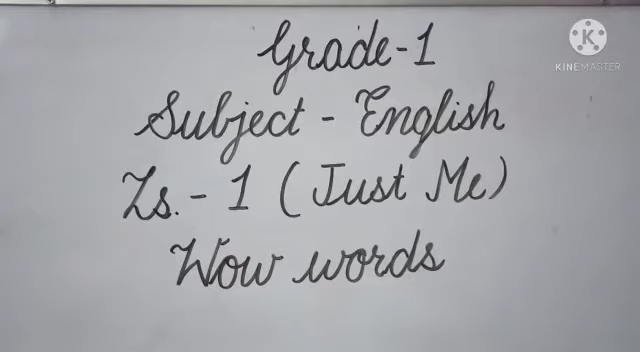 Grade-1
Subject - English
Ls. - 1 (Just Me)
Wow words
K
KINEMASTER